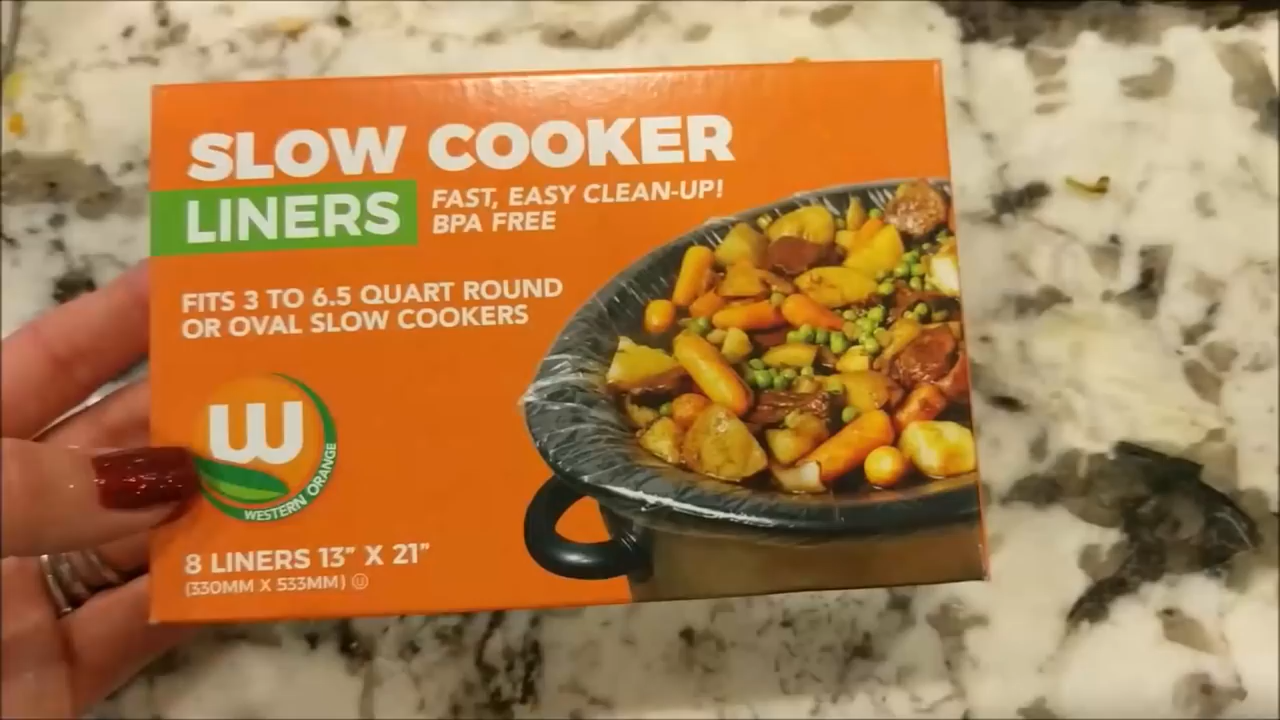 SLOW COOKER
LINERS
FAST, EASY CLEAN-UP!
BPA FREE
FITS 3 TO 6.5 QUART ROUND
OR OVAL SLOW COOKERS
W
WESTERN ORANGE
8 LINERS 13” X 21”
(330MM X 533MM) Ⓤ